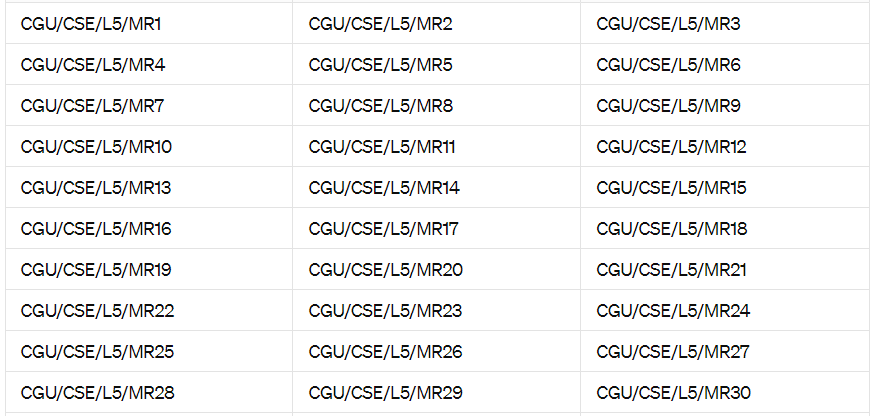 CGU/CSE/L5/MR1 CGU/CSE/L5/MR2 CGU/CSE/L5/MR3
CGU/CSE/L5/MR4 CGU/CSE/L5/MR5 CGU/CSE/L5/MR6
CGU/CSE/L5/MR7 CGU/CSE/L5/MR8 CGU/CSE/L5/MR9
CGU/CSE/L5/MR10 CGU/CSE/L5/MR11 CGU/CSE/L5/MR12
CGU/CSE/L5/MR13 CGU/CSE/L5/MR14 CGU/CSE/L5/MR15
CGU/CSE/L5/MR16 CGU/CSE/L5/MR17 CGU/CSE/L5/MR18
CGU/CSE/L5/MR19 CGU/CSE/L5/MR20 CGU/CSE/L5/MR21
CGU/CSE/L5/MR22 CGU/CSE/L5/MR23 CGU/CSE/L5/MR24
CGU/CSE/L5/MR25 CGU/CSE/L5/MR26 CGU/CSE/L5/MR27
CGU/CSE/L5/MR28 CGU/CSE/L5/MR29 CGU/CSE/L5/MR30